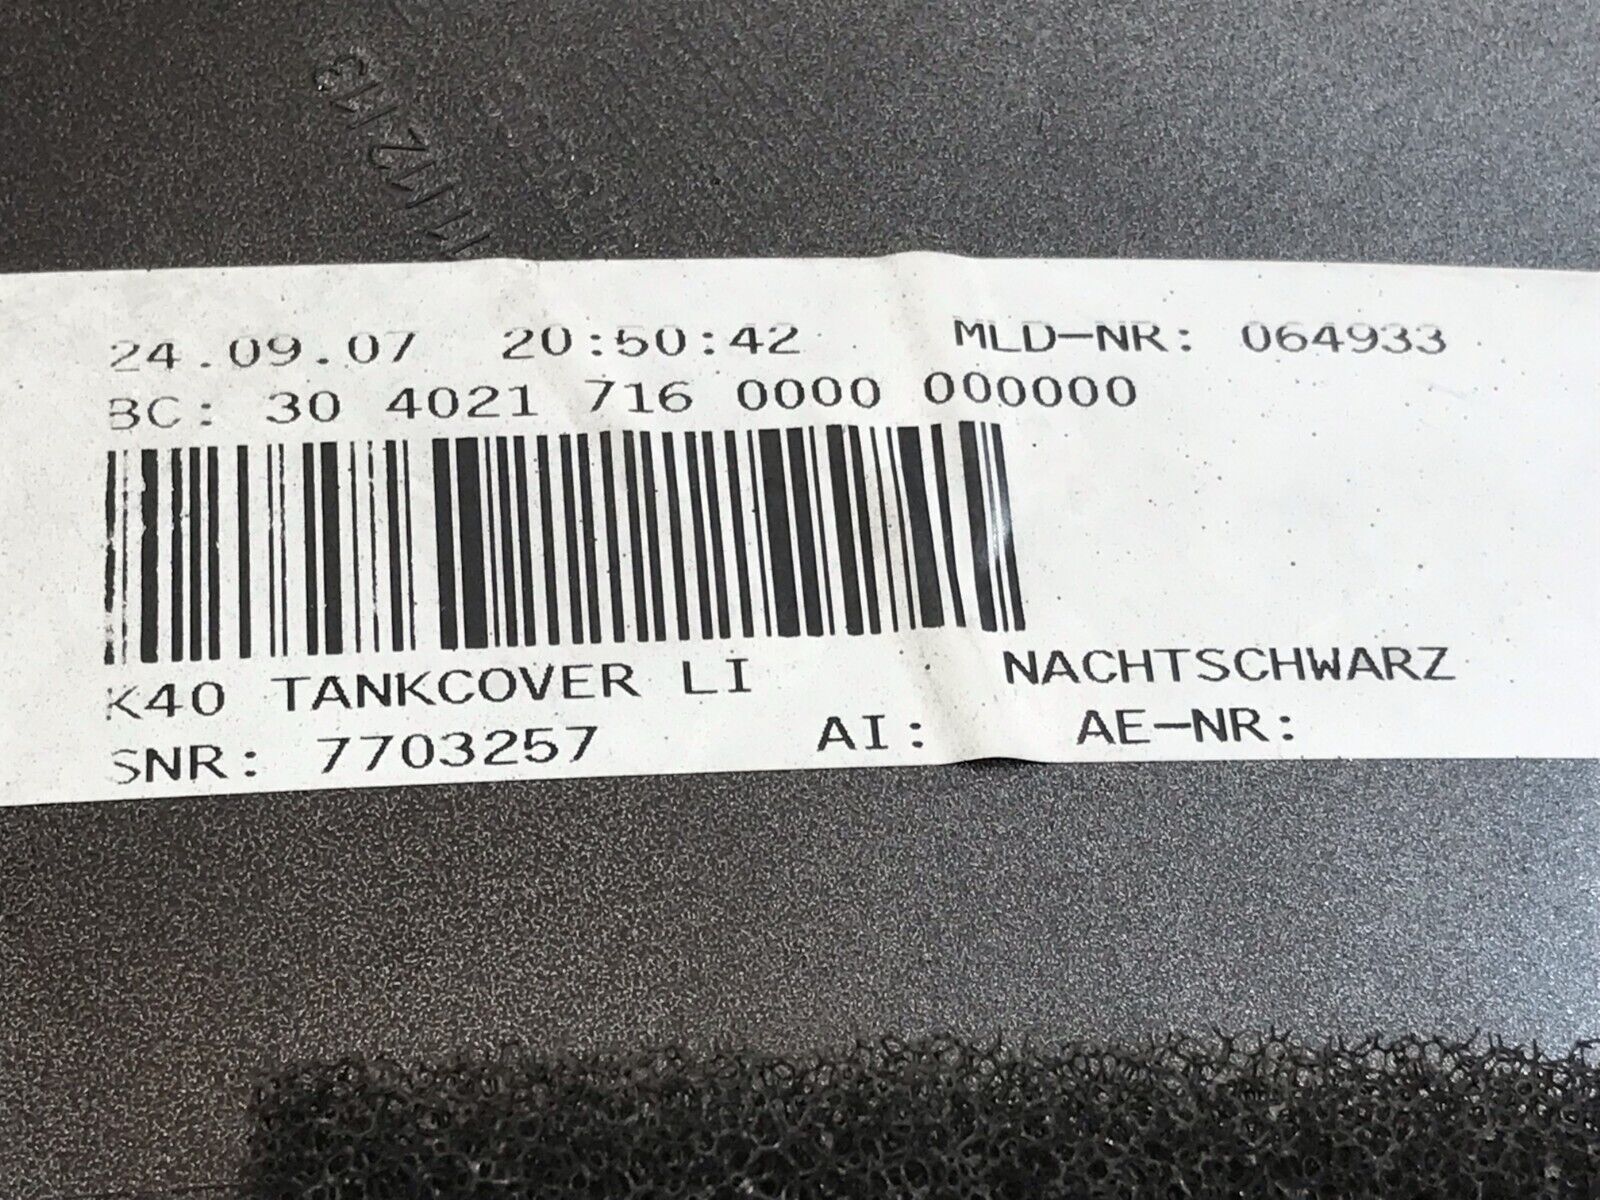 24.09.07 20:50:42 MLD-NR: 064933
BC: 30 4021 716 0000 000000
K40 TANKCOVER LI NACHTSCHWARZ
SNR: 7703257 AI: AE-NR: